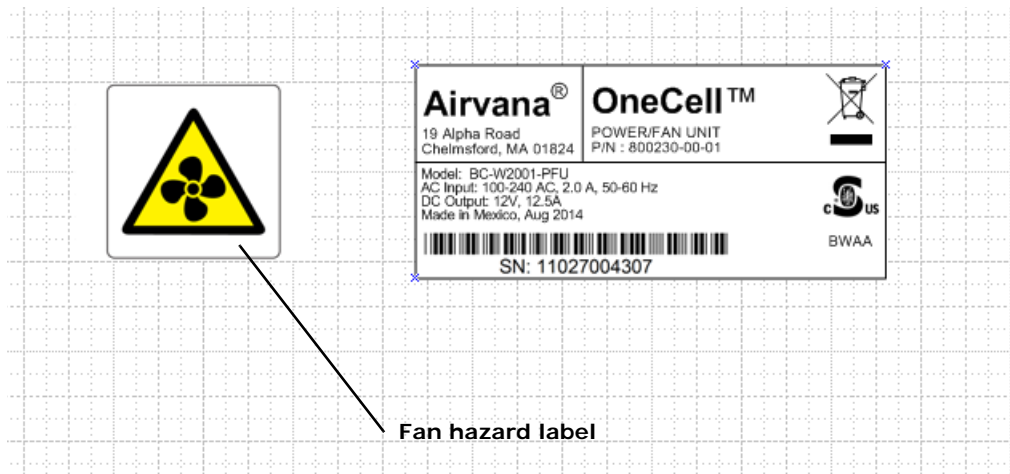 Airvana®
19 Alpha Road
Chelmsford, MA 01824
OneCell™
POWER/FAN UNIT
P/N : 800230-00-01
Model: BC-W2001-PFU
AC Input: 100-240 AC, 2.0 A, 50-60 Hz
DC Output: 12V, 12.5A
Made in Mexico, Aug 2014
SN: 11027004307
C US
BWAA
Fan hazard label